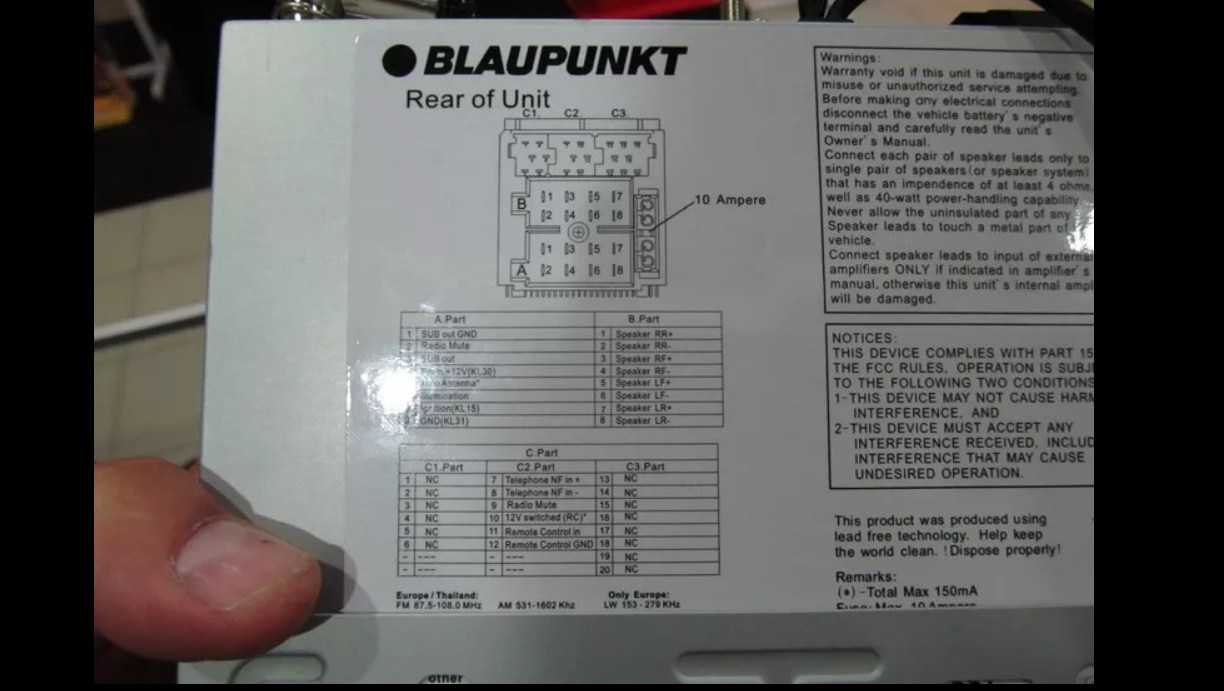 BLAUPUNKT
Rear of Unit
C1. C2. C3.
B 1 3 5 7
2 4 6 8
10 Ampere
1 3 5 7
A 2 4 6 8
A.Part B.Part
1 SUB out GND 1 Speaker RR+
2 Radio Mute 2 Speaker RR-
SUB out 3 Speaker RF+
+12V(KL30) 4 Speaker RF-
Antenna* 5 Speaker LF+
6 Speaker LF-
(KL15) 7 Speaker LR+
GND(KL31) 8 Speaker LR-
C.Part
C1.Part C2.Part C3.Part
1 NC 7 Telephone NF in + 13 NC
2 NC 8 Telephone NF in - 14 NC
3 NC 9 Radio Mute 15 NC
4 NC 10 12V switched (RC)* 16 NC
5 NC 11 Remote Control in 17 NC
6 NC 12 Remote Control GND 18 NC
- --- - --- 19 NC
- --- - --- 20 NC
Europe / Thailand: Only Europe:
FM 87.5-108.0 MHz AM 531-1602 Khz LW 153 - 279 KHz
Warnings:
Warranty void if this unit is damaged due to
misuse or unauthorized service attempting.
Before making any electrical connections
disconnect the vehicle battery's negative
terminal and carefully read the unit's
Owner's Manual.
Connect each pair of speaker leads only to
single pair of speakers(or speaker system)
that has an impendence of at least 4 ohms,
well as 40-watt power-handling capability
Never allow the uninsulated part of any
Speaker leads to touch a metal part of
vehicle.
Connect speaker leads to input of external
amplifiers ONLY if indicated in amplifier's
manual, otherwise this unit's internal ampl
will be damaged.
NOTICES:
THIS DEVICE COMPLIES WITH PART 15
THE FCC RULES. OPERATION IS SUBJ
TO THE FOLLOWING TWO CONDITIONS
1-THIS DEVICE MAY NOT CAUSE HARM
INTERFERENCE, AND
2-THIS DEVICE MUST ACCEPT ANY
INTERFERENCE RECEIVED, INCLUD
INTERFERENCE THAT MAY CAUSE
UNDESIRED OPERATION.
This product was produced using
lead free technology. Help keep
the world clean. !Dispose properly!
Remarks:
(*) -Total Max 150mA
Fuse: Max. 10 Ampere
other